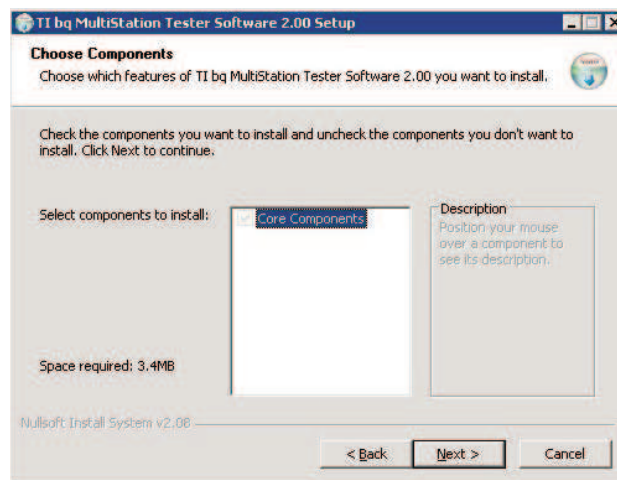 TI bq MultiStation Tester Software 2.00 Setup
Choose Components
Choose which features of TI bq MultiStation Tester Software 2.00 you want to install.
Check the components you want to install and uncheck the components you don't want to
install. Click Next to continue.
Select components to install:
Core Components
Description
Position your mouse
over a component to
see its description.
Space required: 3.4MB
Nullsoft Install System v2.08
< Back
Next >
Cancel